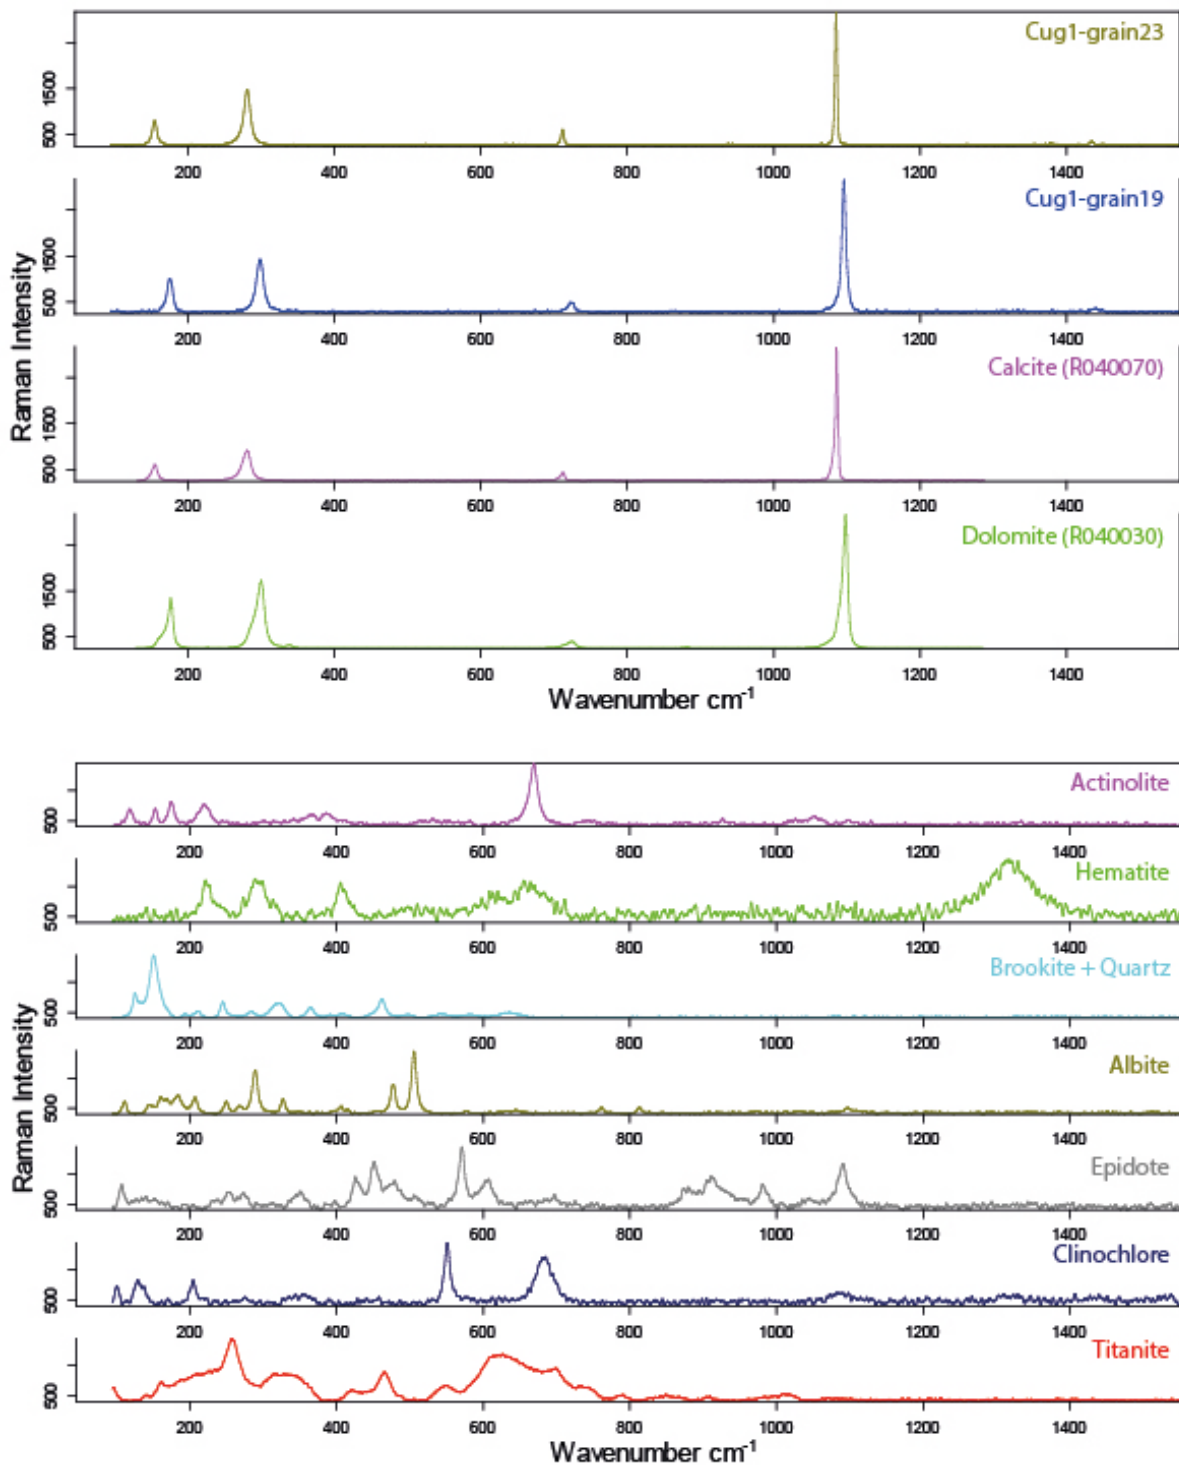 Cug1-grain23
1500
500
200 400 600 800 1000 1200 1400
Cug1-grain19
1500
500
200 400 600 800 1000 1200 1400
Calcite (R040070)
1500
500
200 400 600 800 1000 1200 1400
Dolomite (R040030)
1500
500
200 400 600 800 1000 1200 1400
Raman Intensity
Wavenumber cm-1
Actinolite
500
200 400 600 800 1000 1200 1400
Hematite
500
200 400 600 800 1000 1200 1400
Brookite + Quartz
500
200 400 600 800 1000 1200 1400
Albite
500
200 400 600 800 1000 1200 1400
Epidote
500
200 400 600 800 1000 1200 1400
Clinochlore
500
200 400 600 800 1000 1200 1400
Titanite
500
200 400 600 800 1000 1200 1400
Raman Intensity
Wavenumber cm-1